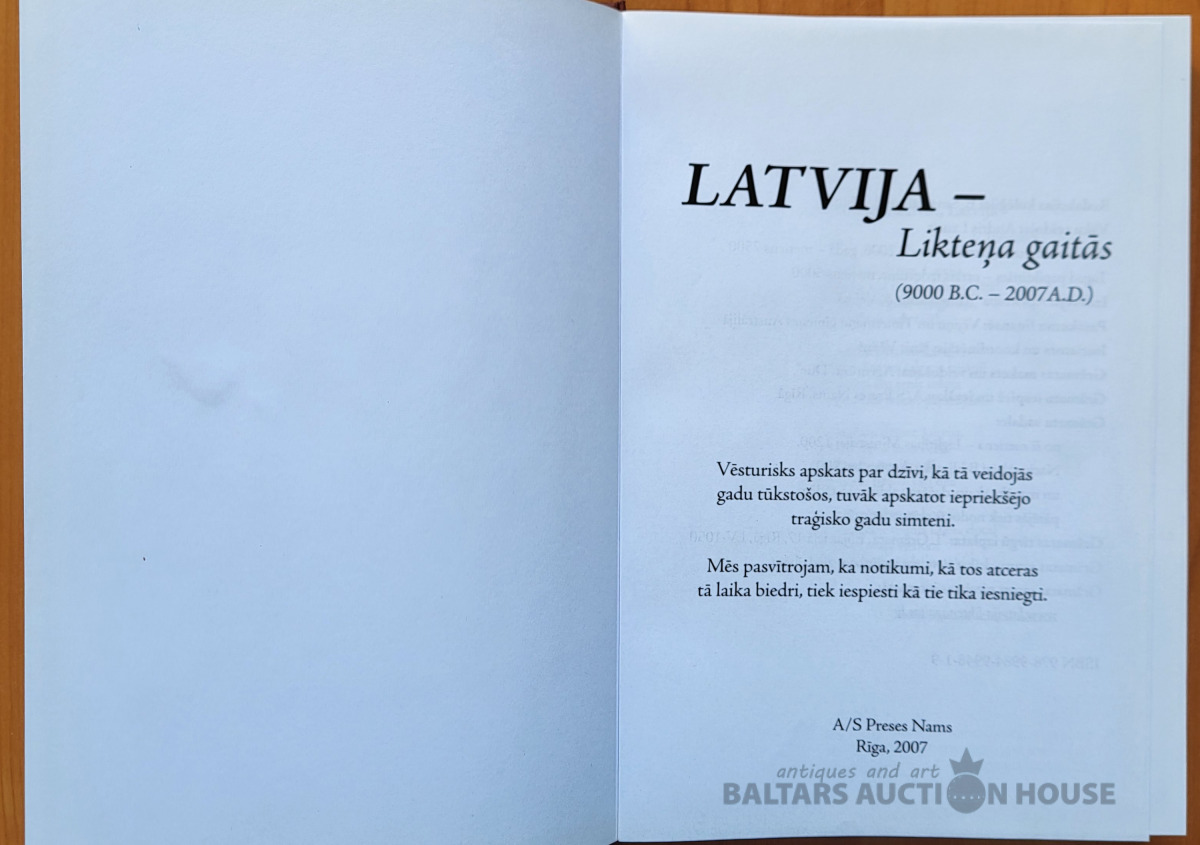 LATVIJA –
Likteņa gaitās
(9000 B.C. – 2007A.D.)
Vēsturisks apskats par dzīvi, kā tā veidojās
gadu tūkstošos, tuvāk apskatot iepriekšējo
traģisko gadu simteni.
Mēs pasvītrojam, ka notikumi, kā tos atceras
tā laika biedri, tiek iespiesti kā tie tika iesniegti.
A/S Preses Nams
Rīga, 2007
antiques and art
BALTARS AUCTION HOUSE